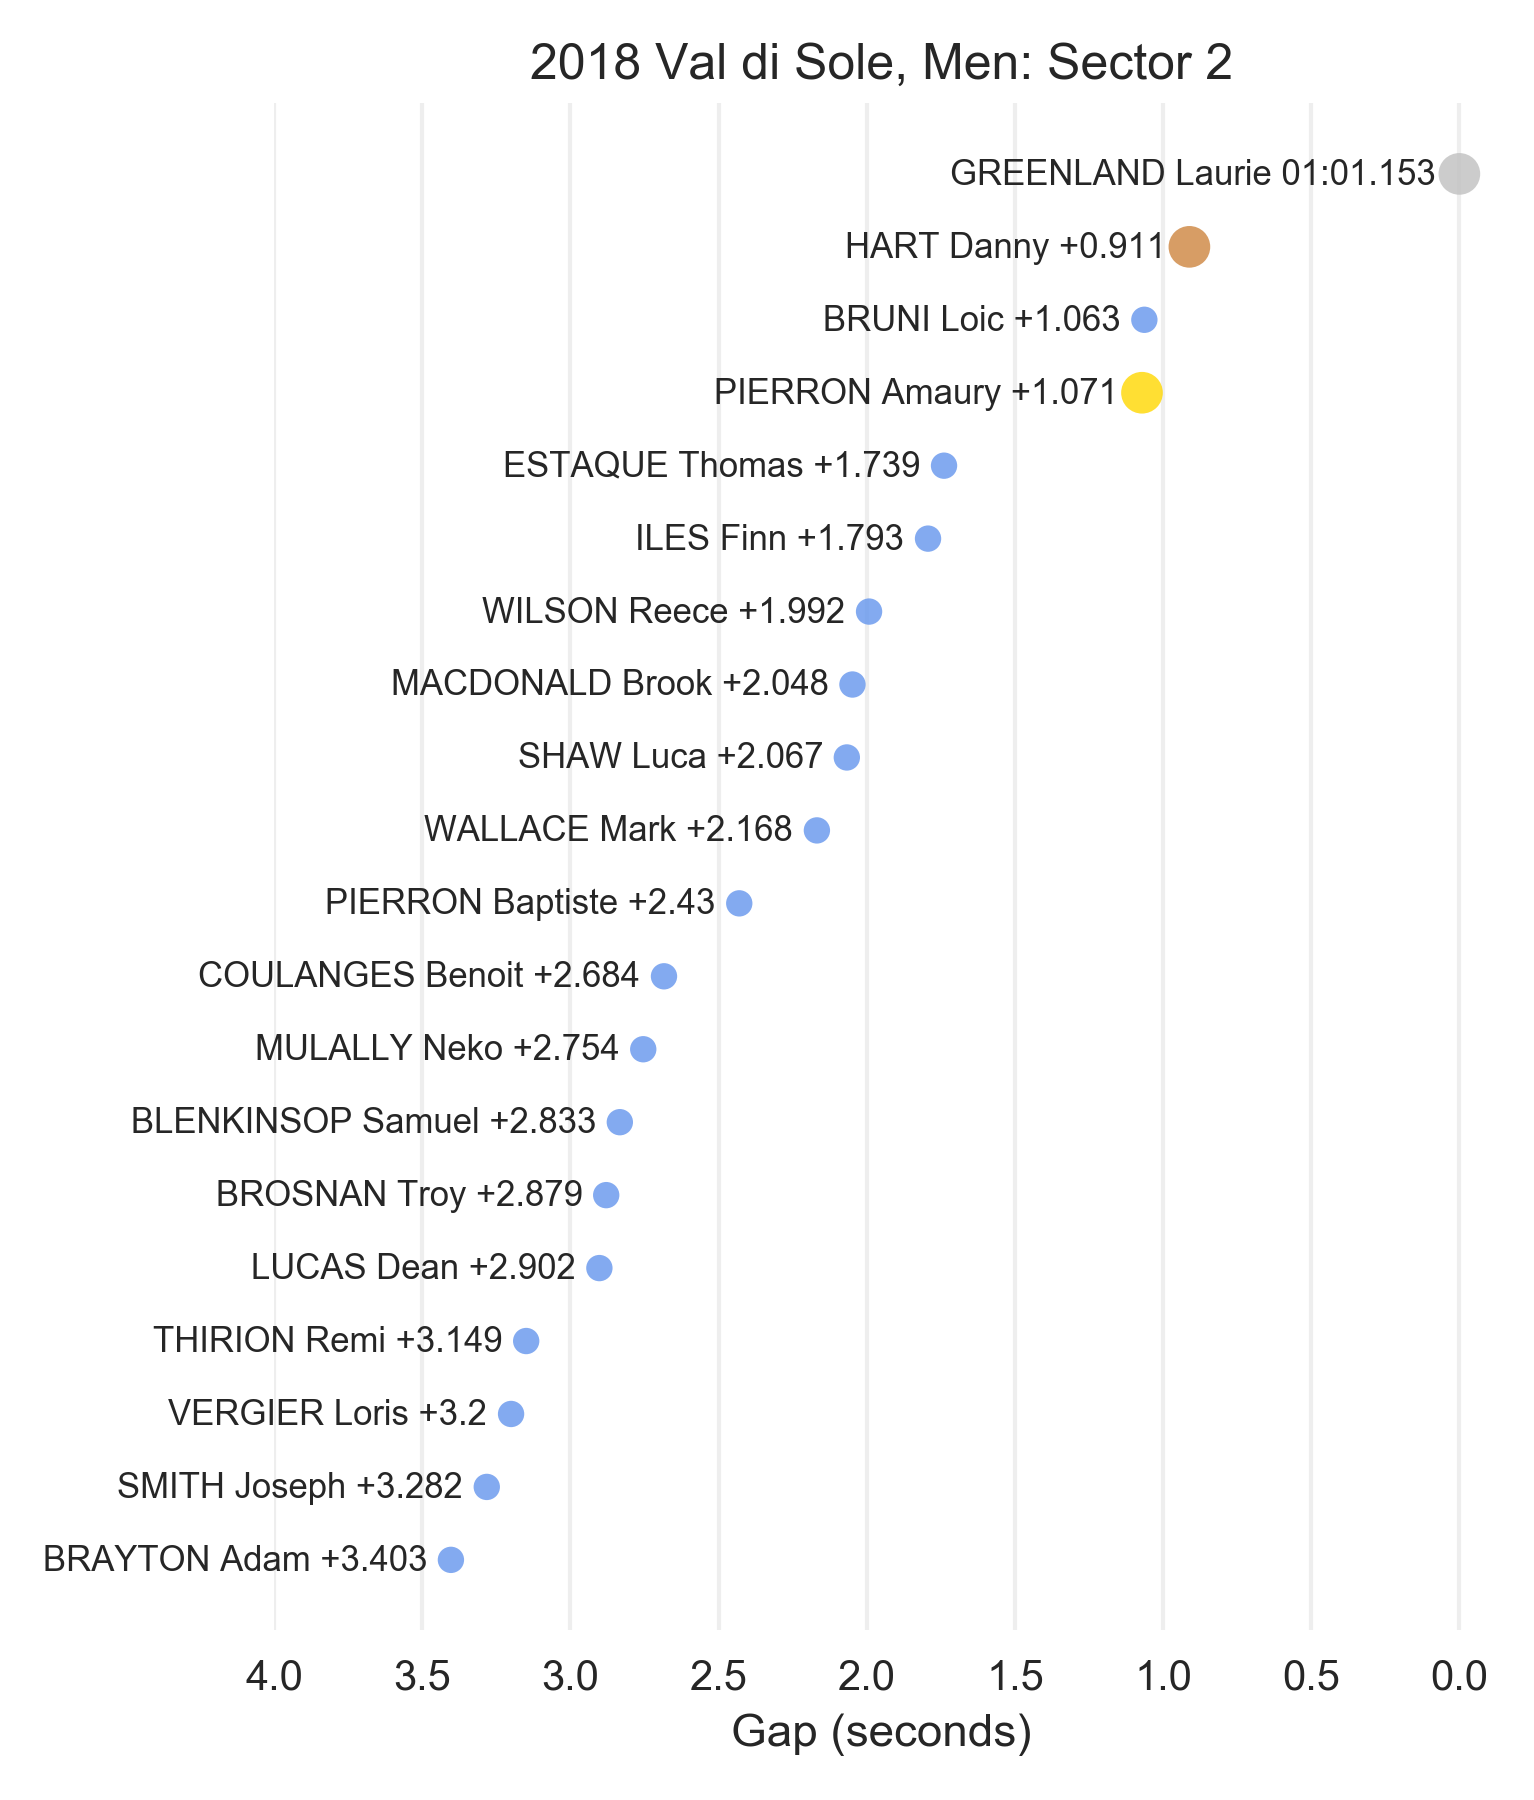 2018 Val di Sole, Men: Sector 2
GREENLAND Laurie 01:01.153
HART Danny +0.911
BRUNI Loic +1.063
PIERRON Amaury +1.071
ESTAQUE Thomas +1.739
ILES Finn +1.793
WILSON Reece +1.992
MACDONALD Brook +2.048
SHAW Luca +2.067
WALLACE Mark +2.168
PIERRON Baptiste +2.43
COULANGES Benoit +2.684
MULALLY Neko +2.754
BLENKINSOP Samuel +2.833
BROSNAN Troy +2.879
LUCAS Dean +2.902
THIRION Remi +3.149
VERGIER Loris +3.2
SMITH Joseph +3.282
BRAYTON Adam +3.403
4.0 3.5 3.0 2.5 2.0 1.5 1.0 0.5 0.0
Gap (seconds)